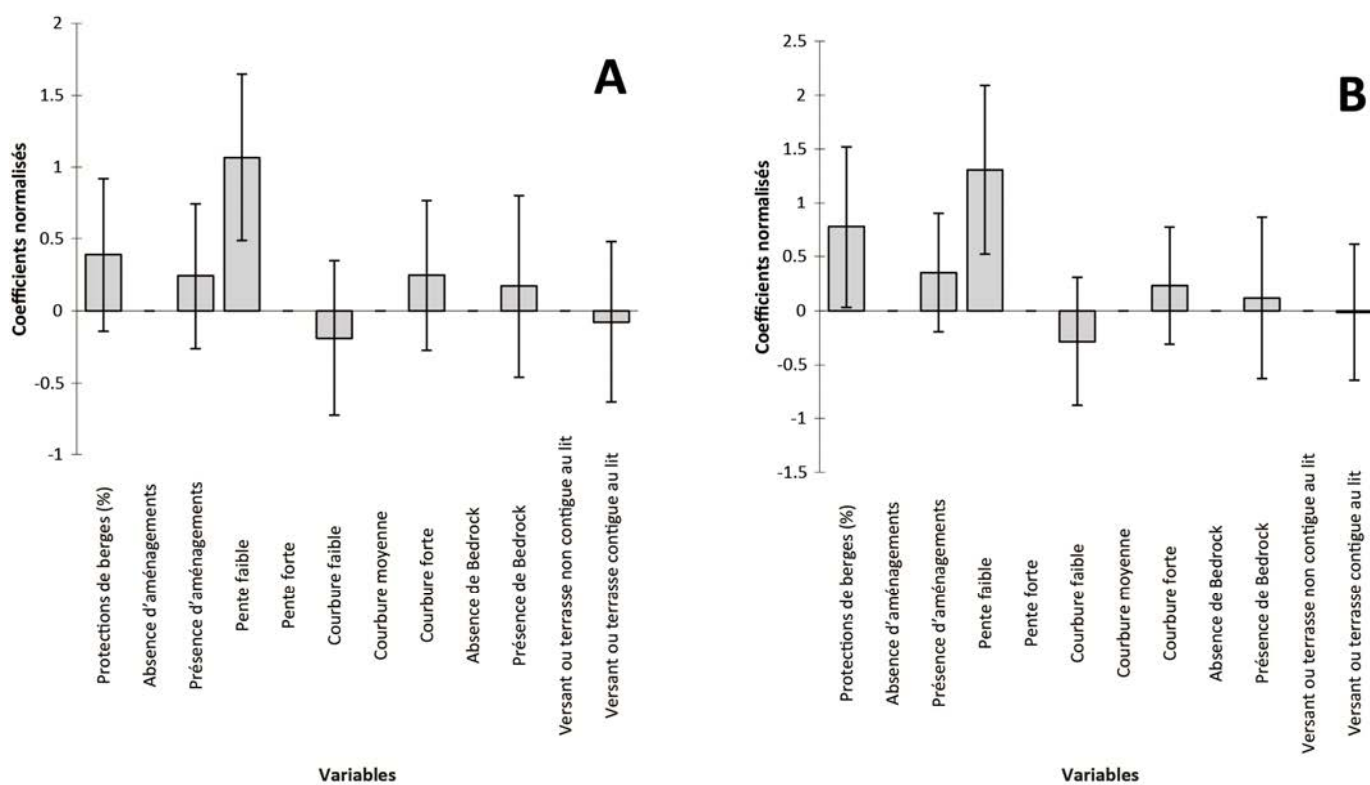 A
Coefficients normalisés
2
1.5
1
0.5
0
-0.5
-1
Protections de berges (%)
Absence d'aménagements
Présence d'aménagements
Pente faible
Pente forte
Courbure faible
Courbure moyenne
Courbure forte
Absence de Bedrock
Présence de Bedrock
Versant ou terrasse non contigue au lit
Versant ou terrasse contigue au lit
Variables
B
Coefficients normalisés
2.5
2
1.5
1
0.5
0
-0.5
-1
-1.5
Protections de berges (%)
Absence d'aménagements
Présence d'aménagements
Pente faible
Pente forte
Courbure faible
Courbure moyenne
Courbure forte
Absence de Bedrock
Présence de Bedrock
Versant ou terrasse non contigue au lit
Versant ou terrasse contigue au lit
Variables